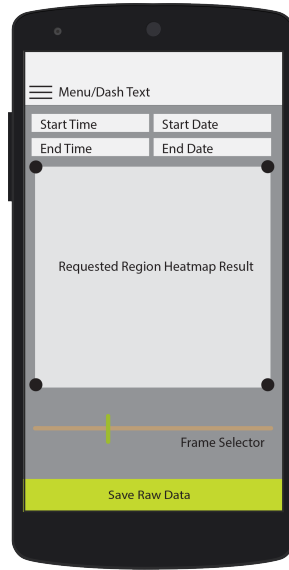 Menu/Dash Text
Start Time
Start Date
End Time
End Date
Requested Region Heatmap Result
Frame Selector
Save Raw Data